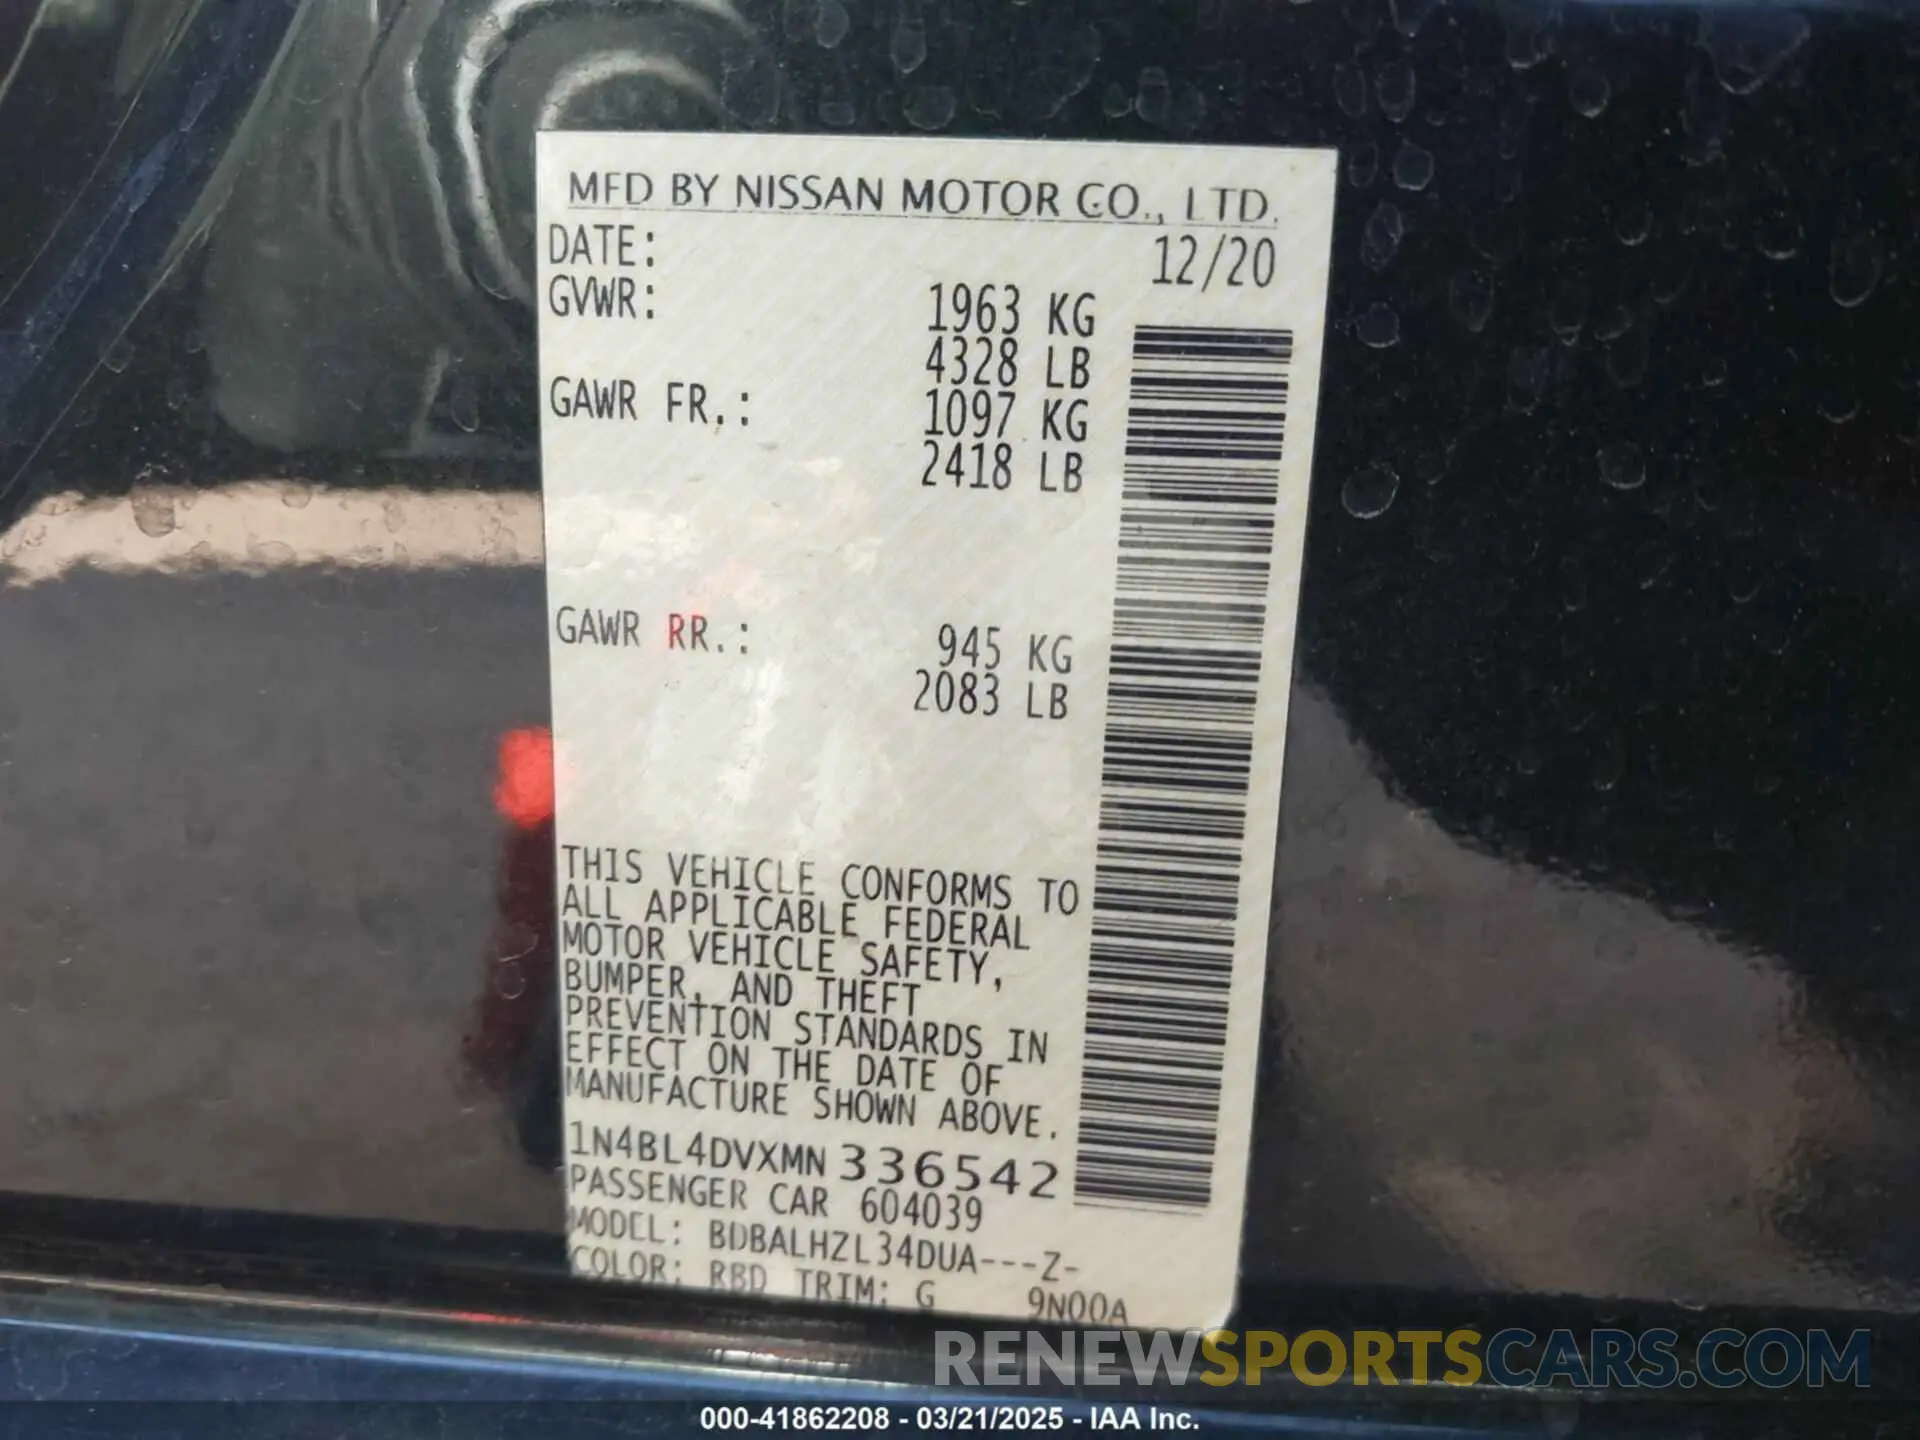 MFD BY NISSAN MOTOR CO., LTD.
DATE: 12/20
GVWR: 1963 KG
4328 LB
GAWR FR.: 1097 KG
2418 LB
GAWR RR.: 945 KG
2083 LB
THIS VEHICLE CONFORMS TO
ALL APPLICABLE FEDERAL
MOTOR VEHICLE SAFETY,
BUMPER, AND THEFT
PREVENTION STANDARDS IN
EFFECT ON THE DATE OF
MANUFACTURE SHOWN ABOVE.
1N4BL4DVXMN 336542
PASSENGER CAR 604039
MODEL: BDBALHZL34DUA---Z-
COLOR: RBD TRIM: G 9N00A
RENEWSPORTSCARS.COM
000-41862208 - 03/21/2025 - IAA Inc.